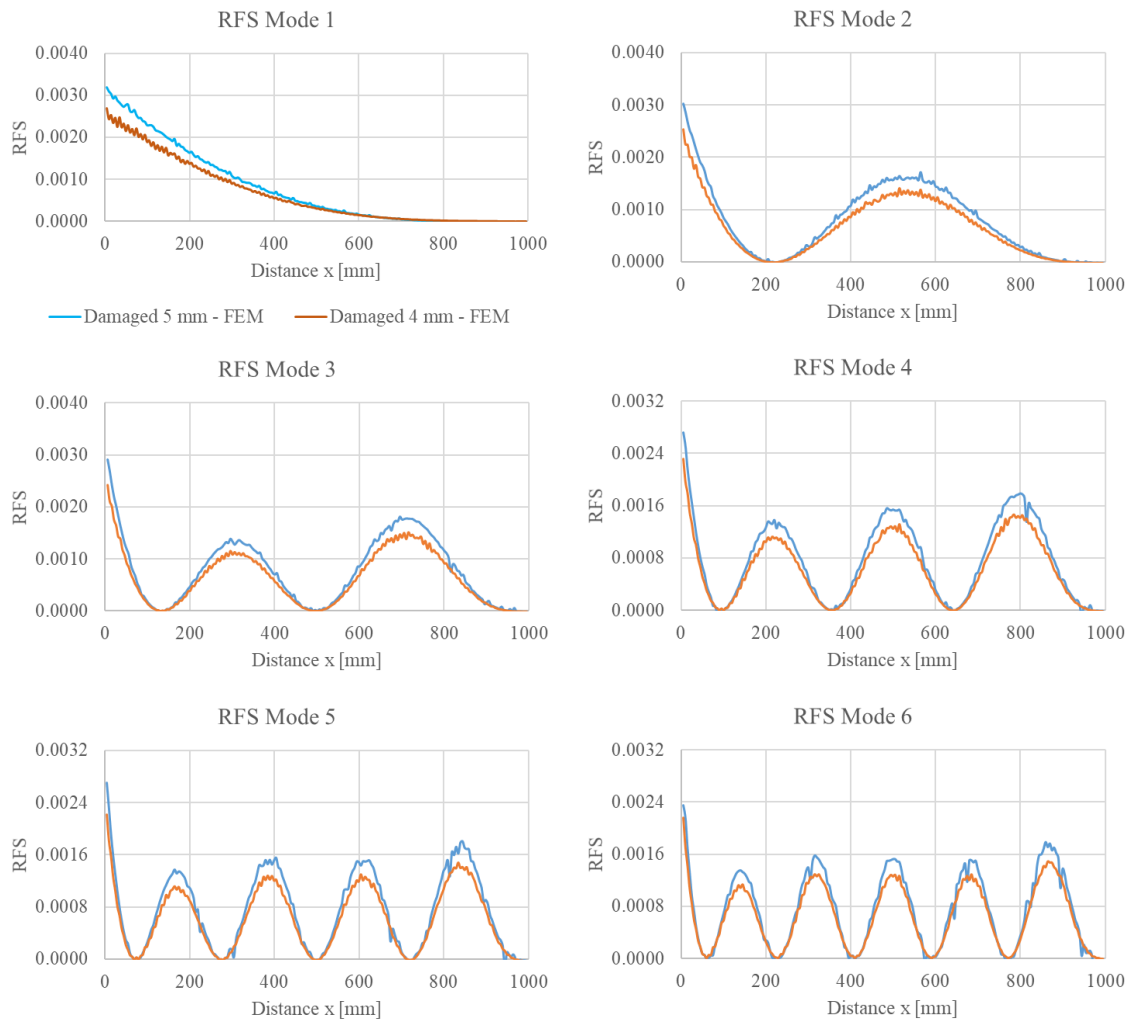 RFS Mode 1
0.0040
0.0030
0.0020
0.0010
0.0000
RFS
0 200 400 600 800 1000
Distance x [mm]
Damaged 5 mm - FEM Damaged 4 mm - FEM
RFS Mode 2
0.0040
0.0030
0.0020
0.0010
0.0000
RFS
0 200 400 600 800 1000
Distance x [mm]
RFS Mode 3
0.0040
0.0030
0.0020
0.0010
0.0000
RFS
0 200 400 600 800 1000
Distance x [mm]
RFS Mode 4
0.0032
0.0024
0.0016
0.0008
0.0000
RFS
0 200 400 600 800 1000
Distance x [mm]
RFS Mode 5
0.0032
0.0024
0.0016
0.0008
0.0000
RFS
0 200 400 600 800 1000
Distance x [mm]
RFS Mode 6
0.0032
0.0024
0.0016
0.0008
0.0000
RFS
0 200 400 600 800 1000
Distance x [mm]